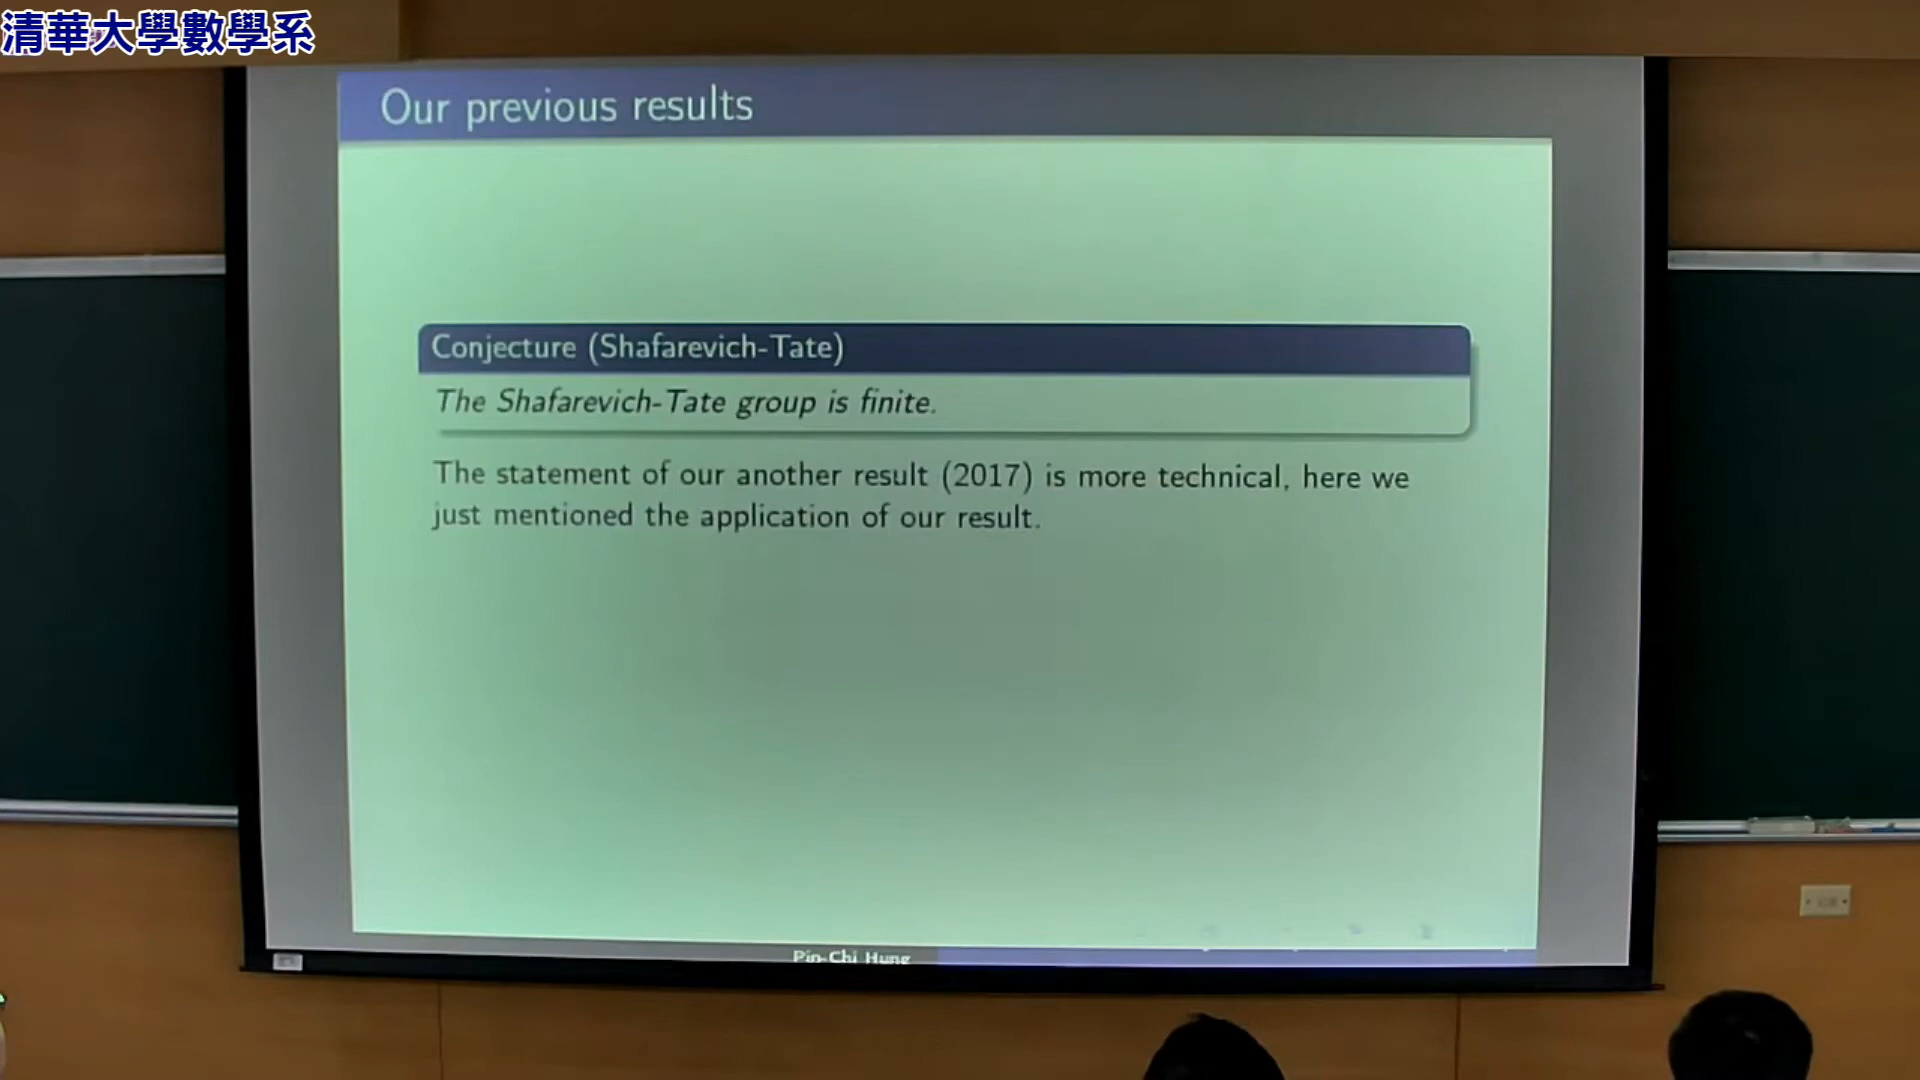 清華大學數學系
Our previous results
Conjecture (Shafarevich-Tate)
The Shafarevich-Tate group is finite.
The statement of our another result (2017) is more technical, here we
just mentioned the application of our result.
Pin-Chi Hung